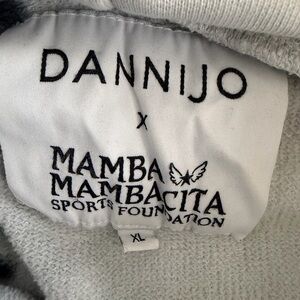 DANNIJO
X
MAMBA
MAMBACITA
SPORTS FOUNDATION
XL